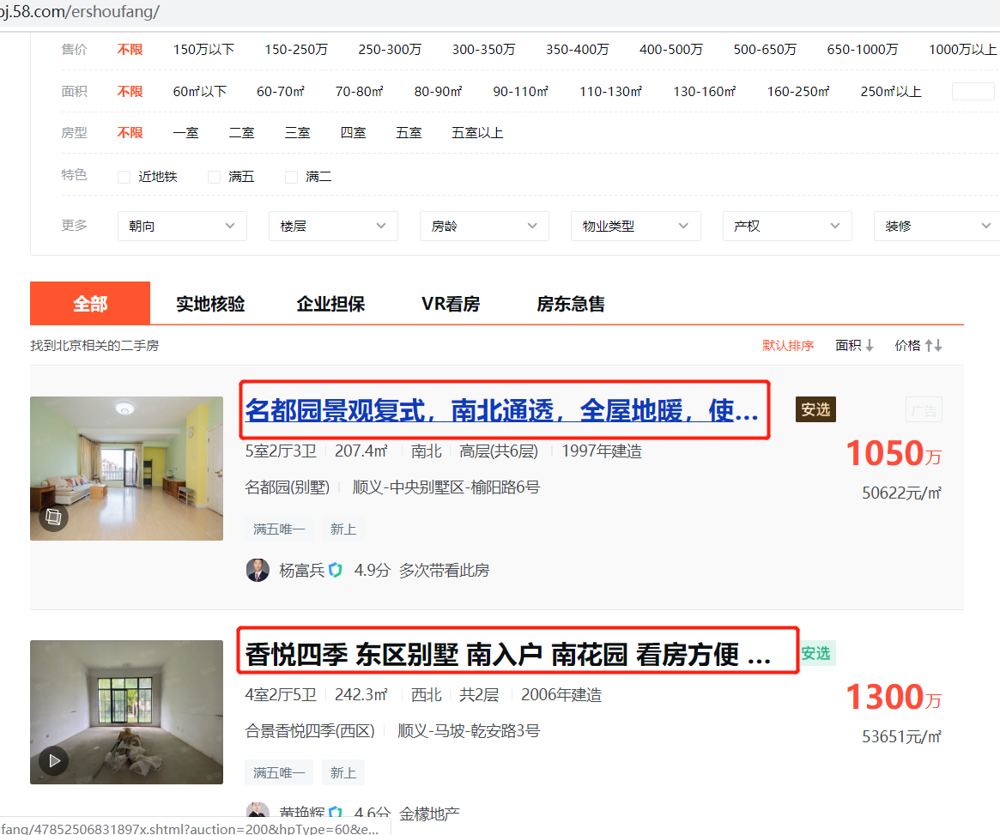 bj.58.com/ershoufang/
售价 不限 150万以下 150-250万 250-300万 300-350万 350-400万 400-500万 500-650万 650-1000万 1000万以上
面积 不限 60㎡以下 60-70㎡ 70-80㎡ 80-90㎡ 90-110㎡ 110-130㎡ 130-160㎡ 160-250㎡ 250㎡以上
房型 不限 一室 二室 三室 四室 五室 五室以上
特色 近地铁 满五 满二
更多 朝向 楼层 房龄 物业类型 产权 装修
全部 实地核验 企业担保 VR看房 房东急售
找到北京相关的二手房 默认排序 面积↓ 价格↑↓
名都园景观复式，南北通透，全屋地暖，使... 安选 广告
5室2厅3卫 207.4㎡ 南北 高层(共6层) 1997年建造 1050万
名都园(别墅) 顺义-中央别墅区-榆阳路6号 50622元/㎡
满五唯一 新上
杨富兵 4.9分 多次带看此房
香悦四季 东区别墅 南入户 南花园 看房方便 ... 安选
4室2厅5卫 242.3㎡ 西北 共2层 2006年建造 1300万
合景香悦四季(西区) 顺义-马坡-乾安路3号 53651元/㎡
满五唯一 新上
黄艳辉 4.6分 金檬地产
fang/47852506831897x.shtml?auction=200&hpType=60&e...